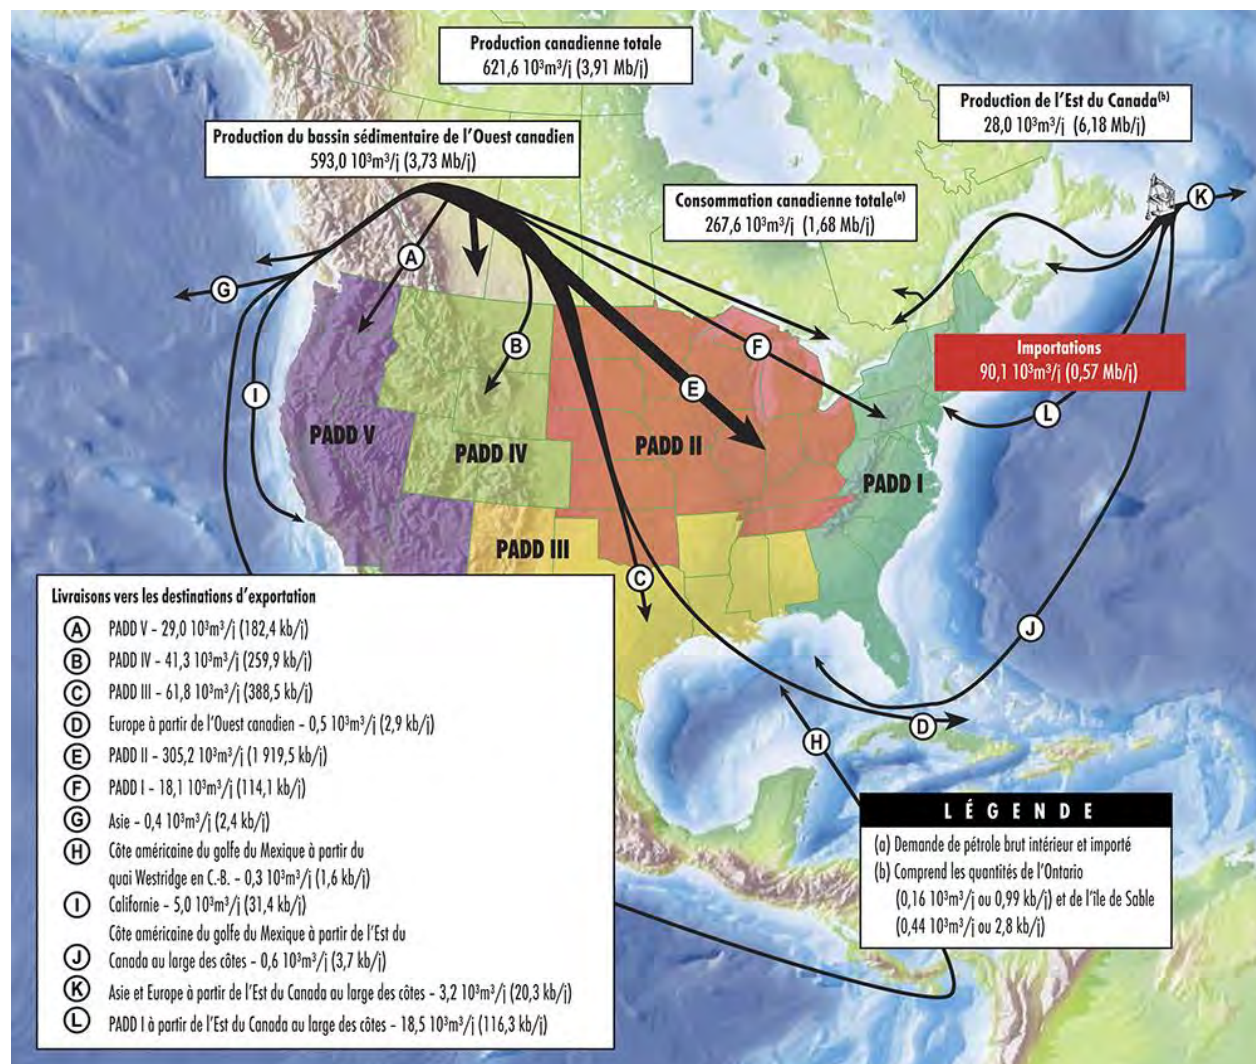 Production canadienne totale
621,6 10³m³/j (3,91 Mb/j)
Production de l'Est du Canada(b)
28,0 10³m³/j (6,18 Mb/j)
Production du bassin sédimentaire de l'Ouest canadien
593,0 10³m³/j (3,73 Mb/j)
Consommation canadienne totale(a)
267,6 10³m³/j (1,68 Mb/j)
K
A
G
B
F
I
E
L
Importations
90,1 10³m³/j (0,57 Mb/j)
PADD V
PADD IV
PADD II
PADD I
PADD III
C
J
D
H
Livraisons vers les destinations d'exportation
A PADD V – 29,0 10³m³/j (182,4 kb/j)
B PADD IV – 41,3 10³m³/j (259,9 kb/j)
C PADD III – 61,8 10³m³/j (388,5 kb/j)
D Europe à partir de l'Ouest canadien – 0,5 10³m³/j (2,9 kb/j)
E PADD II – 305,2 10³m³/j (1 919,5 kb/j)
F PADD I – 18,1 10³m³/j (114,1 kb/j)
G Asie – 0,4 10³m³/j (2,4 kb/j)
H Côte américaine du golfe du Mexique à partir du
quai Westridge en C.-B. – 0,3 10³m³/j (1,6 kb/j)
I Californie – 5,0 10³m³/j (31,4 kb/j)
Côte américaine du golfe du Mexique à partir de l'Est du
J Canada au large des côtes – 0,6 10³m³/j (3,7 kb/j)
K Asie et Europe à partir de l'Est du Canada au large des côtes – 3,2 10³m³/j (20,3 kb/j)
L PADD I à partir de l'Est du Canada au large des côtes – 18,5 10³m³/j (116,3 kb/j)
LÉGENDE
(a) Demande de pétrole brut intérieur et importé
(b) Comprend les quantités de l'Ontario
(0,16 10³m³/j ou 0,99 kb/j) et de l'île de Sable
(0,44 10³m³/j ou 2,8 kb/j)